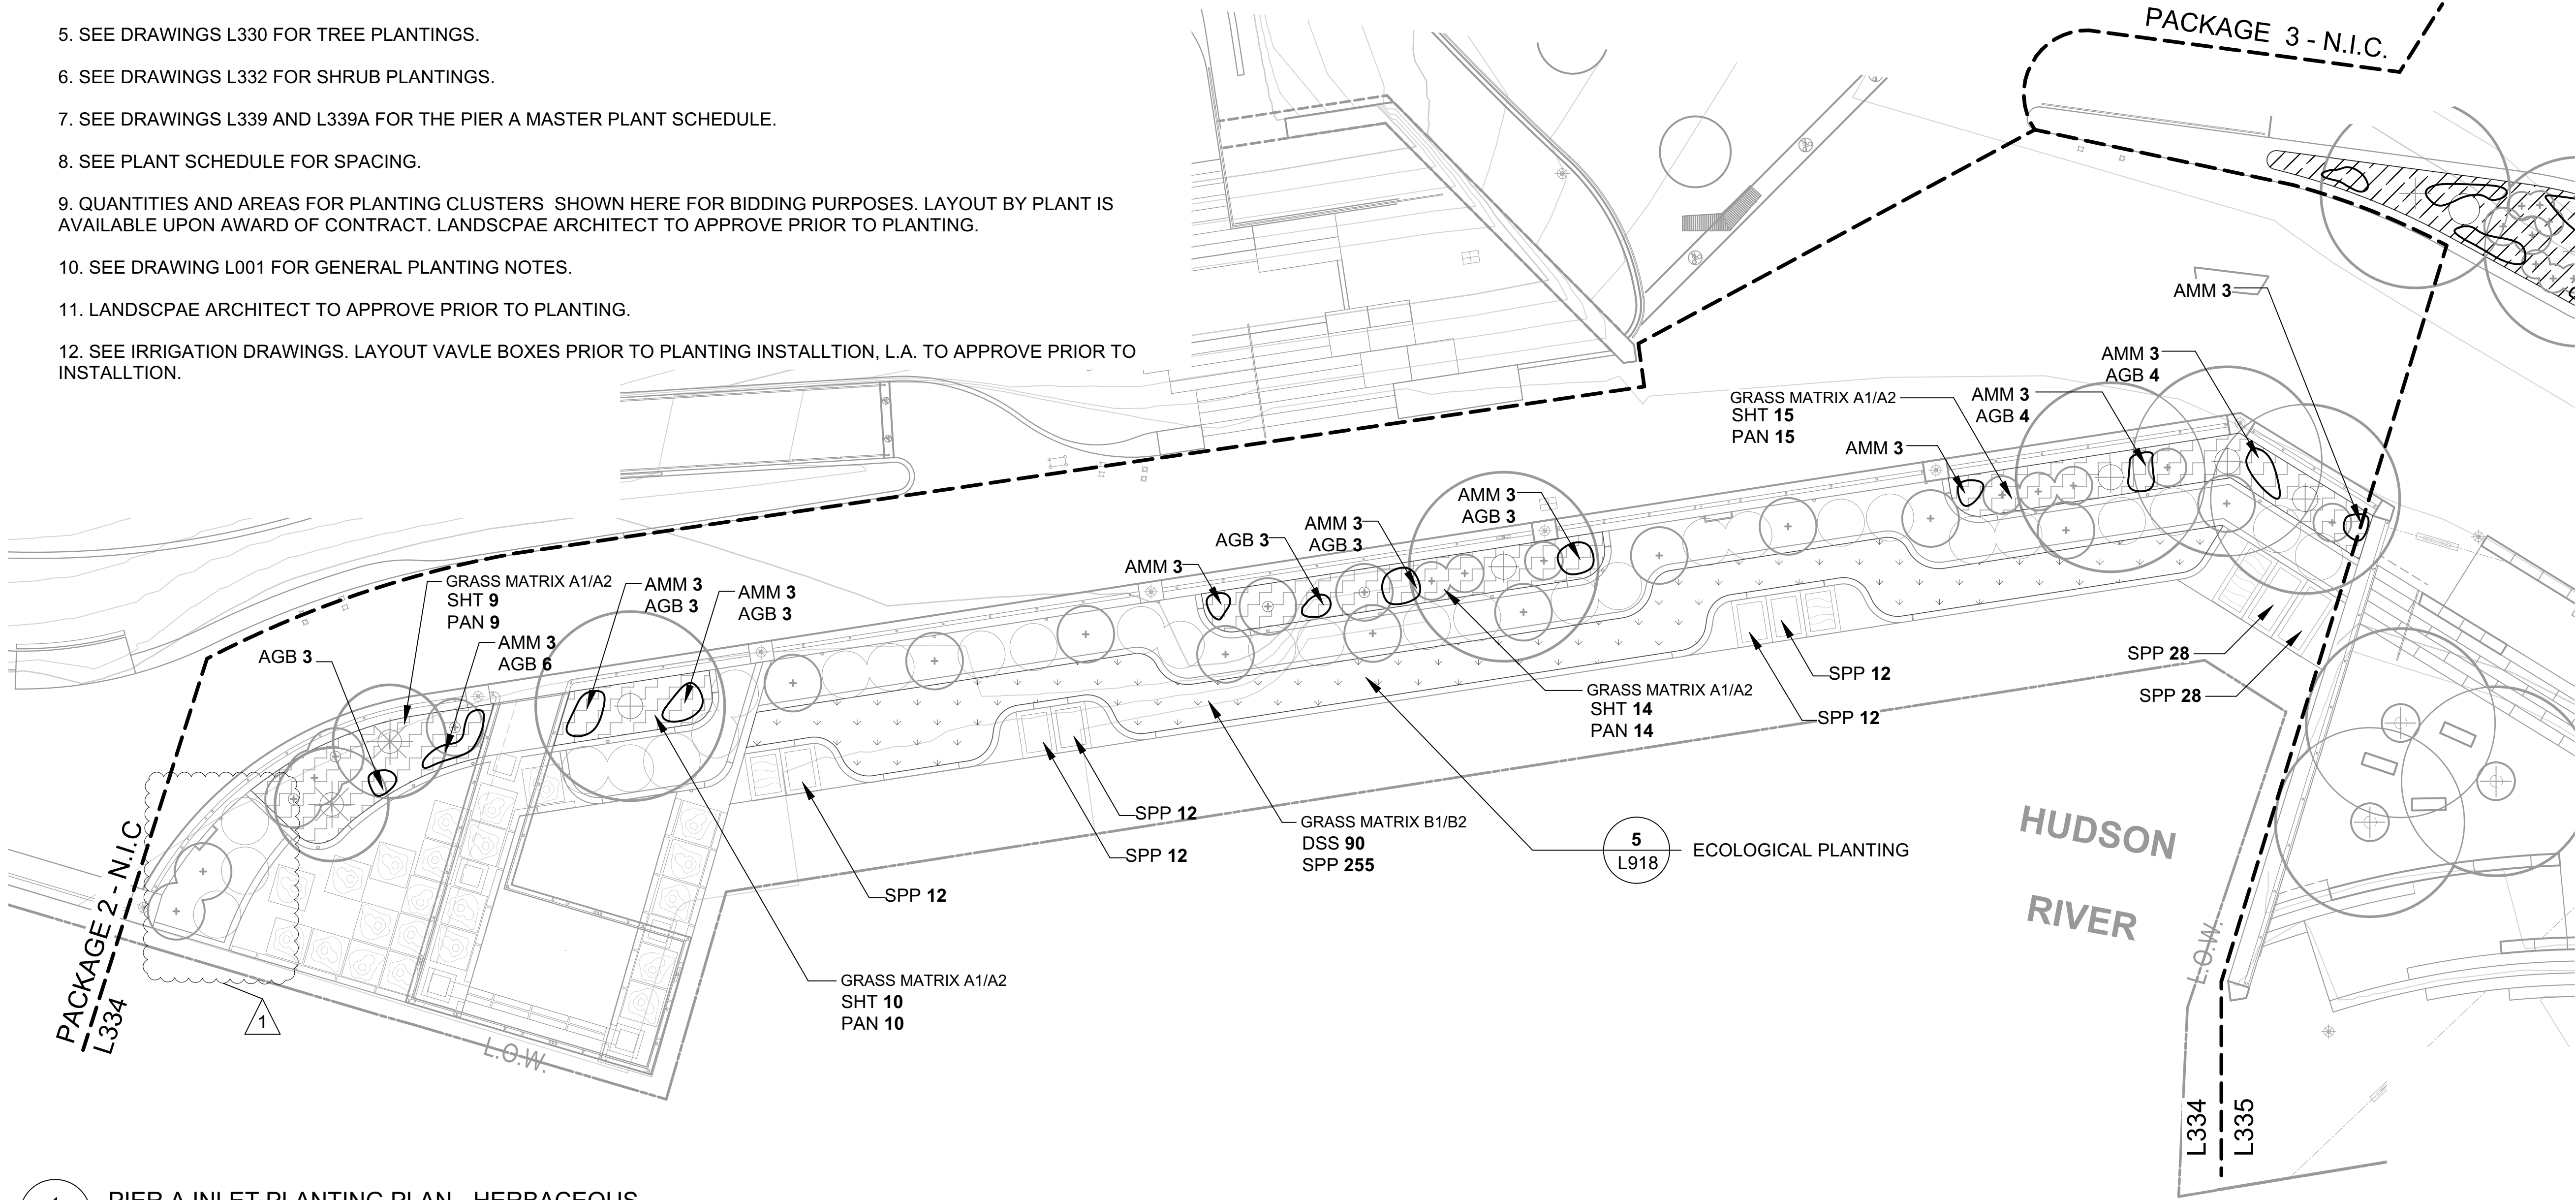 5. SEE DRAWINGS L330 FOR TREE PLANTINGS.
6. SEE DRAWINGS L332 FOR SHRUB PLANTINGS.
7. SEE DRAWINGS L339 AND L339A FOR THE PIER A MASTER PLANT SCHEDULE.
8. SEE PLANT SCHEDULE FOR SPACING.
9. QUANTITIES AND AREAS FOR PLANTING CLUSTERS SHOWN HERE FOR BIDDING PURPOSES. LAYOUT BY PLANT IS
AVAILABLE UPON AWARD OF CONTRACT. LANDSCPAE ARCHITECT TO APPROVE PRIOR TO PLANTING.
10. SEE DRAWING L001 FOR GENERAL PLANTING NOTES.
11. LANDSCPAE ARCHITECT TO APPROVE PRIOR TO PLANTING.
12. SEE IRRIGATION DRAWINGS. LAYOUT VAVLE BOXES PRIOR TO PLANTING INSTALLTION, L.A. TO APPROVE PRIOR TO
INSTALLTION.
PACKAGE 3 - N.I.C.
AMM 3
AMM 3
AGB 4
GRASS MATRIX A1/A2
SHT 15
PAN 15
AMM 3
AGB 4
AMM 3
AMM 3
AGB 3
AMM 3
AGB 3
AGB 3
AMM 3
GRASS MATRIX A1/A2
SHT 9
PAN 9
AMM 3
AGB 3
AMM 3
AGB 3
AMM 3
AGB 6
AGB 3
SPP 28
SPP 28
SPP 12
SPP 12
GRASS MATRIX A1/A2
SHT 14
PAN 14
SPP 12
SPP 12
SPP 12
GRASS MATRIX B1/B2
DSS 90
SPP 255
5
L918
ECOLOGICAL PLANTING
HUDSON
RIVER
GRASS MATRIX A1/A2
SHT 10
PAN 10
PACKAGE 2 - N.I.C
L334
1
L.O.W.
L.O.W.
L334
L335
PIER A INLET PLANTING PLAN - HERBACEOUS